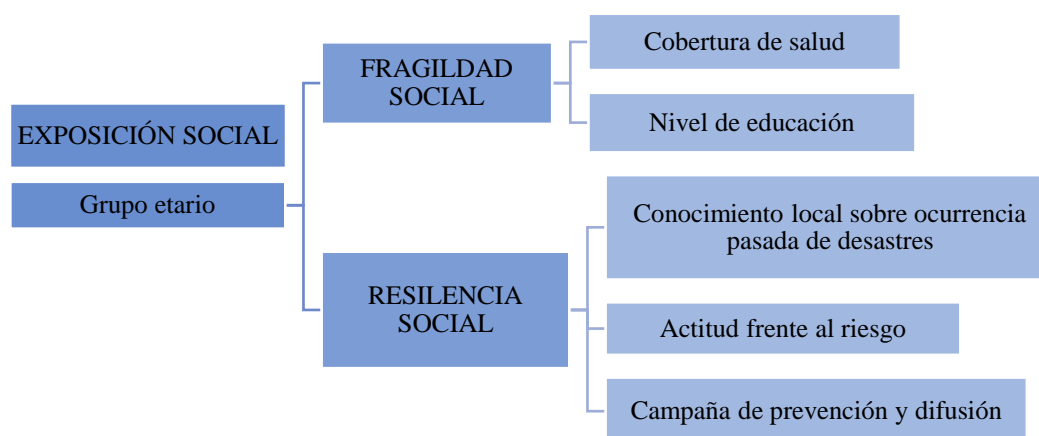 EXPOSICIÓN SOCIAL
Grupo etario
FRAGILDAD
SOCIAL
Cobertura de salud
Nivel de educación
RESILENCIA
SOCIAL
Conocimiento local sobre ocurrencia
pasada de desastres
Actitud frente al riesgo
Campaña de prevención y difusión